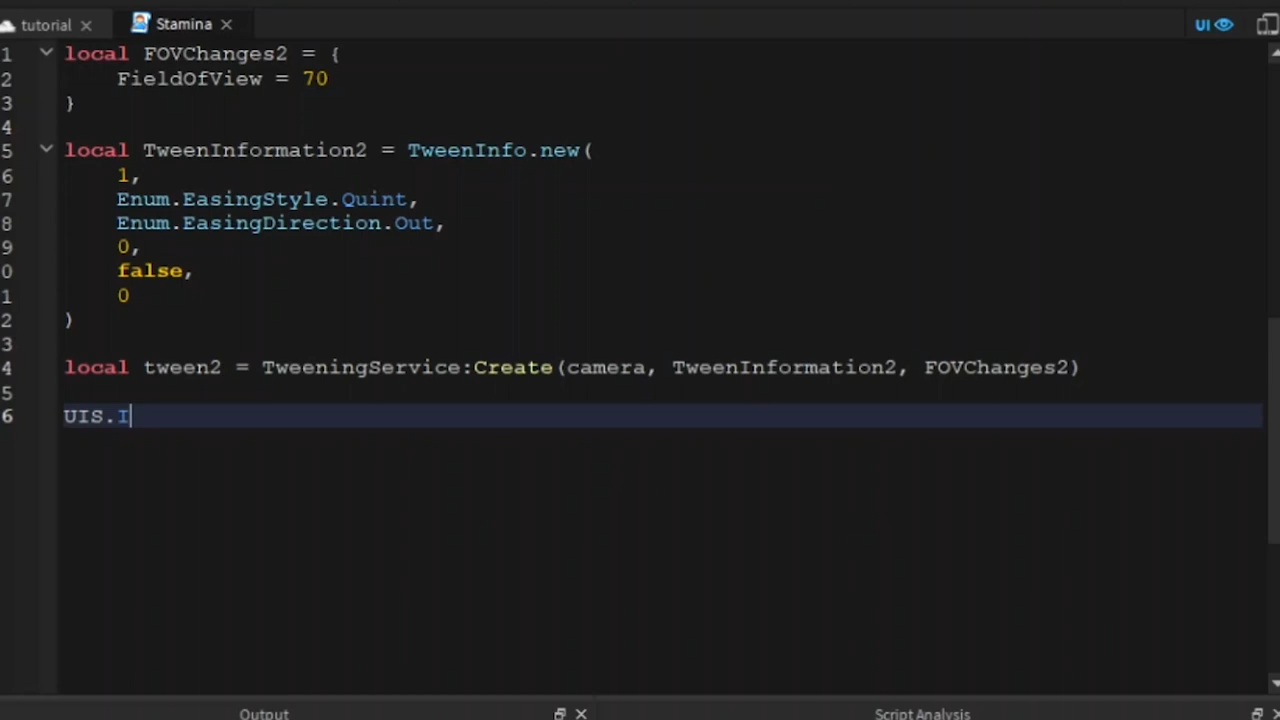 tutorial
Stamina
UI
1 local FOVChanges2 = {
2 FieldOfView = 70
3 }
4
5 local TweenInformation2 = TweenInfo.new(
6 1,
7 Enum.EasingStyle.Quint,
8 Enum.EasingDirection.Out,
9 0,
0 false,
1 0
2 )
3
4 local tween2 = TweeningService:Create(camera, TweenInformation2, FOVChanges2)
5
6 UIS.I
Output
Script Analysis